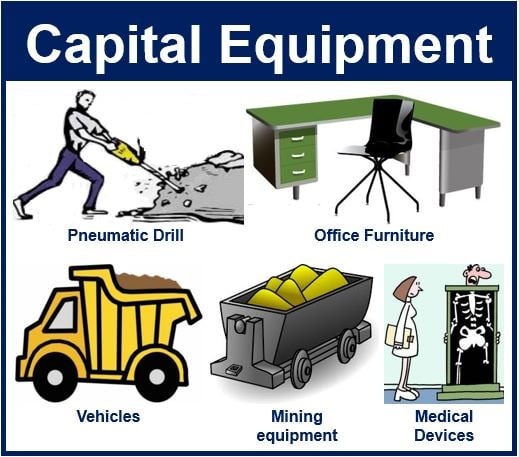 Capital Equipment
Pneumatic Drill
Office Furniture
Vehicles
Mining
equipment
Medical
Devices